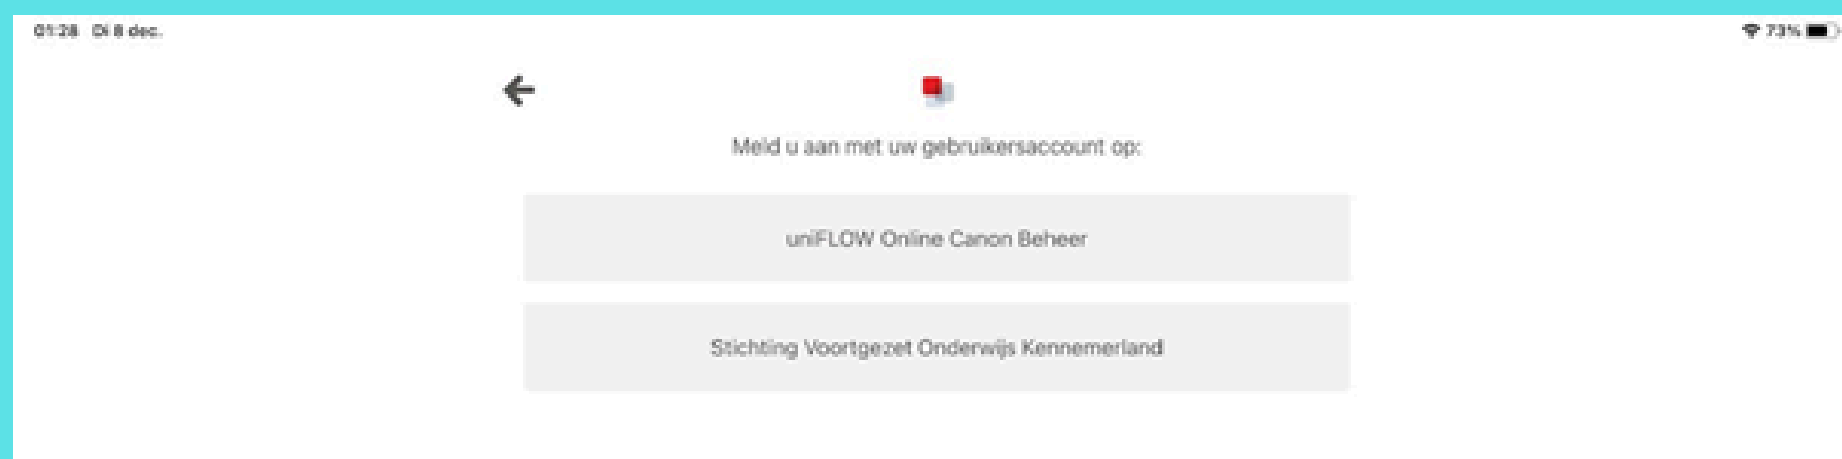 01:28 Di 8 dec.
73%
Meld u aan met uw gebruikersaccount op:
uniFLOW Online Canon Beheer
Stichting Voortgezet Onderwijs Kennemerland